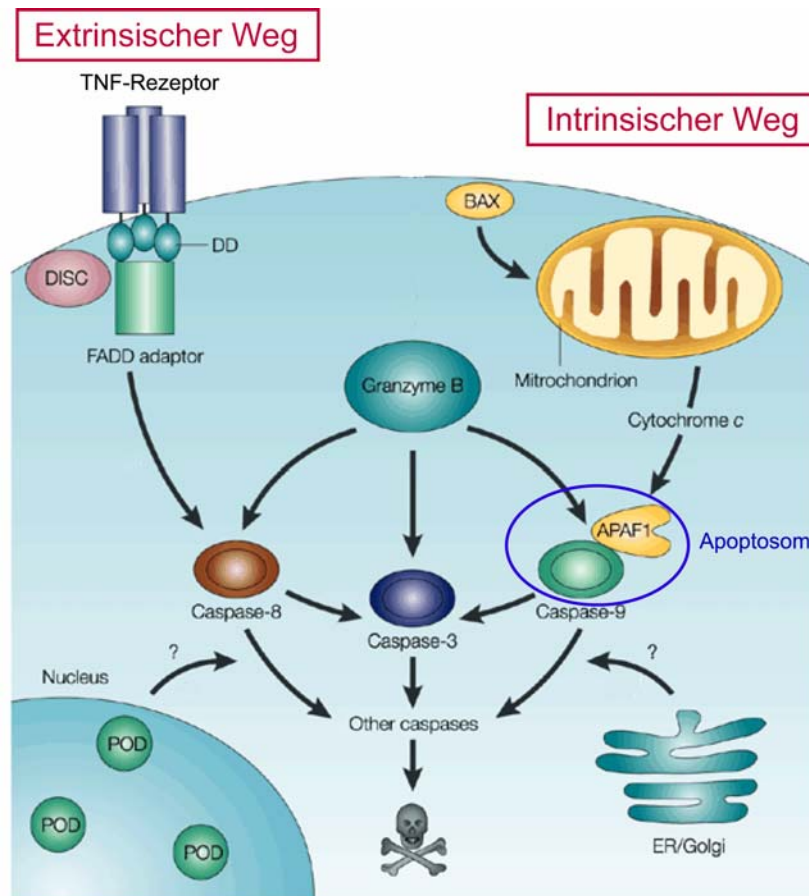 Extrinsischer Weg
TNF-Rezeptor
Intrinsischer Weg
BAX
DD
DISC
FADD adaptor
Mitrochondrion
Granzyme B
Cytochrome c
APAF1
Apoptosom
Caspase-8
Caspase-9
Caspase-3
?
?
Nucleus
Other caspases
POD
POD
POD
ER/Golgi